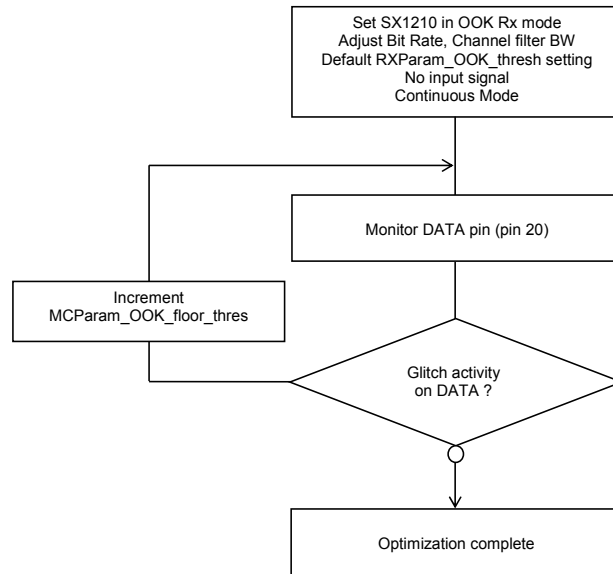 Set SX1210 in OOK Rx mode
Adjust Bit Rate, Channel filter BW
Default RXParam_OOK_thresh setting
No input signal
Continuous Mode
Monitor DATA pin (pin 20)
Increment
MCParam_OOK_floor_thres
Glitch activity
on DATA ?
Optimization complete